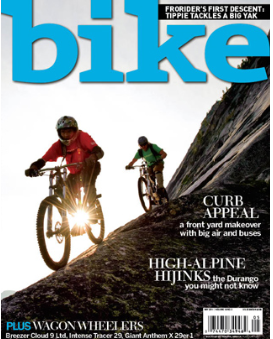 FRORIDER'S FIRST DESCENT:
TIPPIE TACKLES A BIG YAK
bike
CURB
APPEAL
a front yard makeover
with big air and buses
HIGH-ALPINE
HIJINKS the Durango
you might not know
PLUS WAGON WHEELERS
Breezer Cloud 9 Ltd, Intense Tracer 29, Giant Anthem X 29er 1